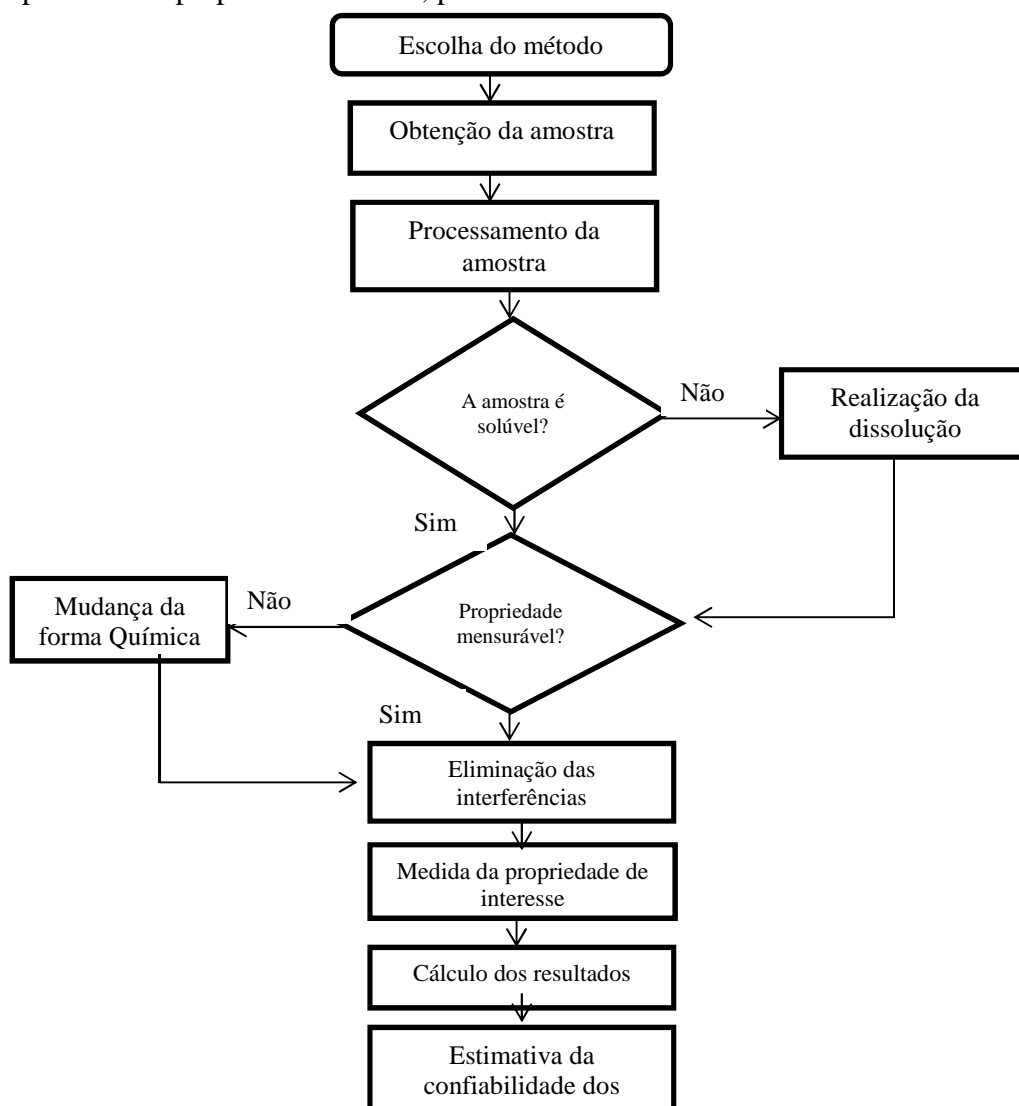 Escolha do método
Obtenção da amostra
Processamento da
amostra
A amostra é
solúvel?
Não
Realização da
dissolução
Sim
Propriedade
mensurável?
Não
Mudança da
forma Química
Sim
Eliminação das
interferências
Medida da propriedade de
interesse
Cálculo dos resultados
Estimativa da
confiabilidade dos